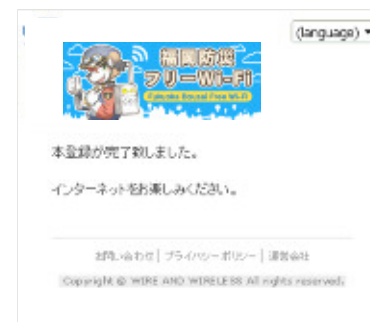 (language)
福岡防災
フリーWi-Fi
Fukuoka Bousai Free Wi-Fi
本登録が完了致しました。
インターネットをお楽しみください。
お問い合わせ | プライバシーポリシー | 運営会社
Copyright © WIRE AND WIRELESS All rights reserved.